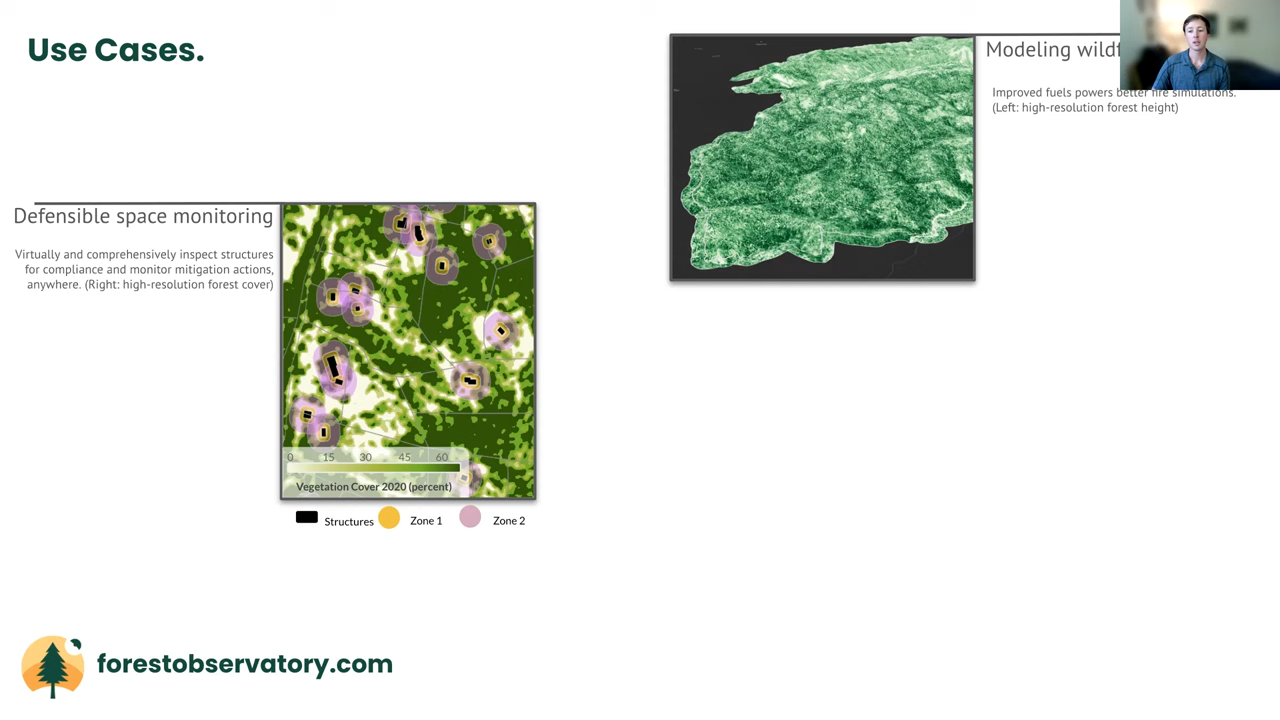 Use Cases.
Modeling
Improved fuels powers better fire simulations.
(Left: high-resolution forest height)
Defensible space monitoring
Virtually and comprehensively inspect structures
for compliance and monitor mitigation actions,
anywhere. (Right: high-resolution forest cover)
0 15 30 45 60
Vegetation Cover 2020 (percent)
Structures Zone 1 Zone 2
forestobservatory.com